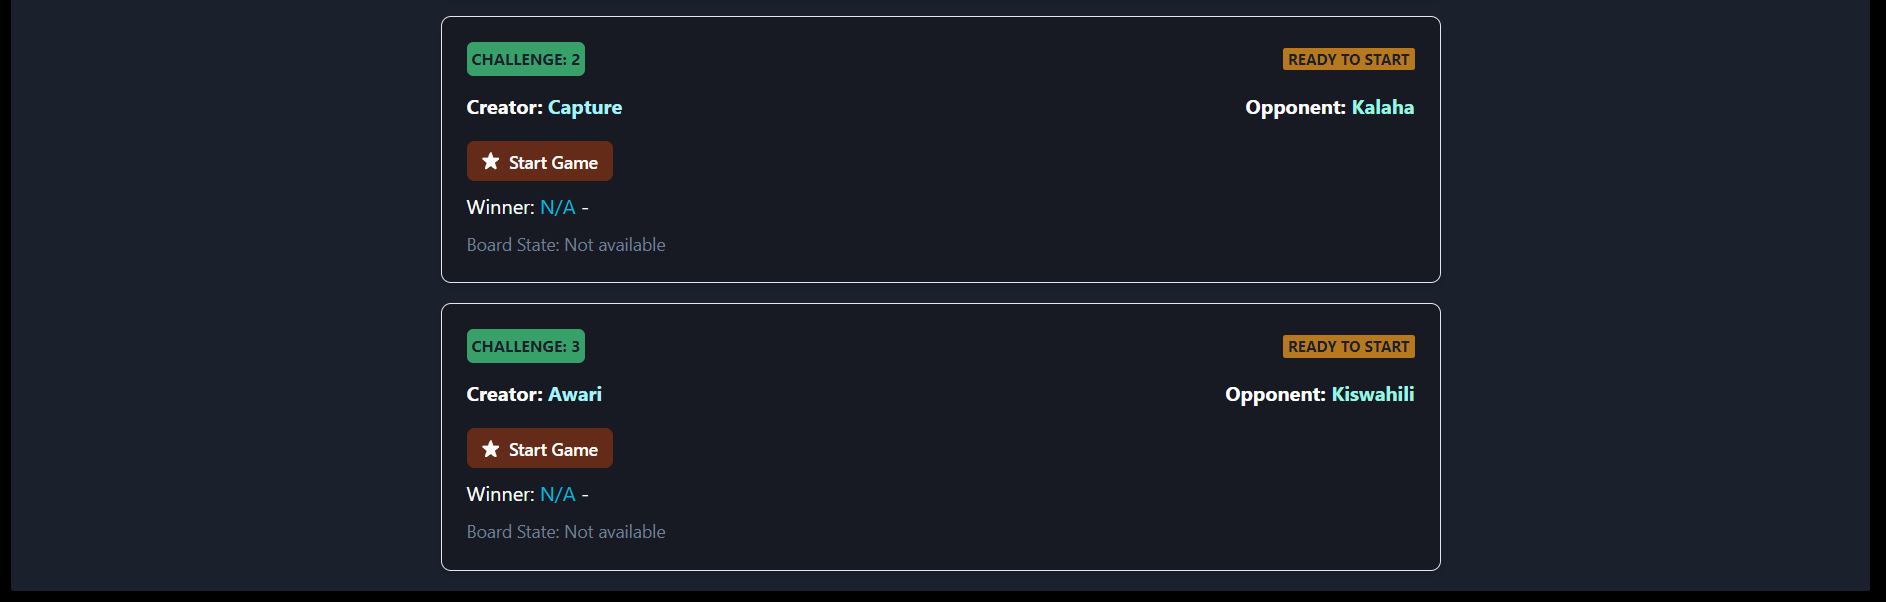 CHALLENGE: 2
READY TO START
Creator: Capture
Opponent: Kalaha
Start Game
Winner: N/A -
Board State: Not available
CHALLENGE: 3
READY TO START
Creator: Awari
Opponent: Kiswahili
Start Game
Winner: N/A -
Board State: Not available